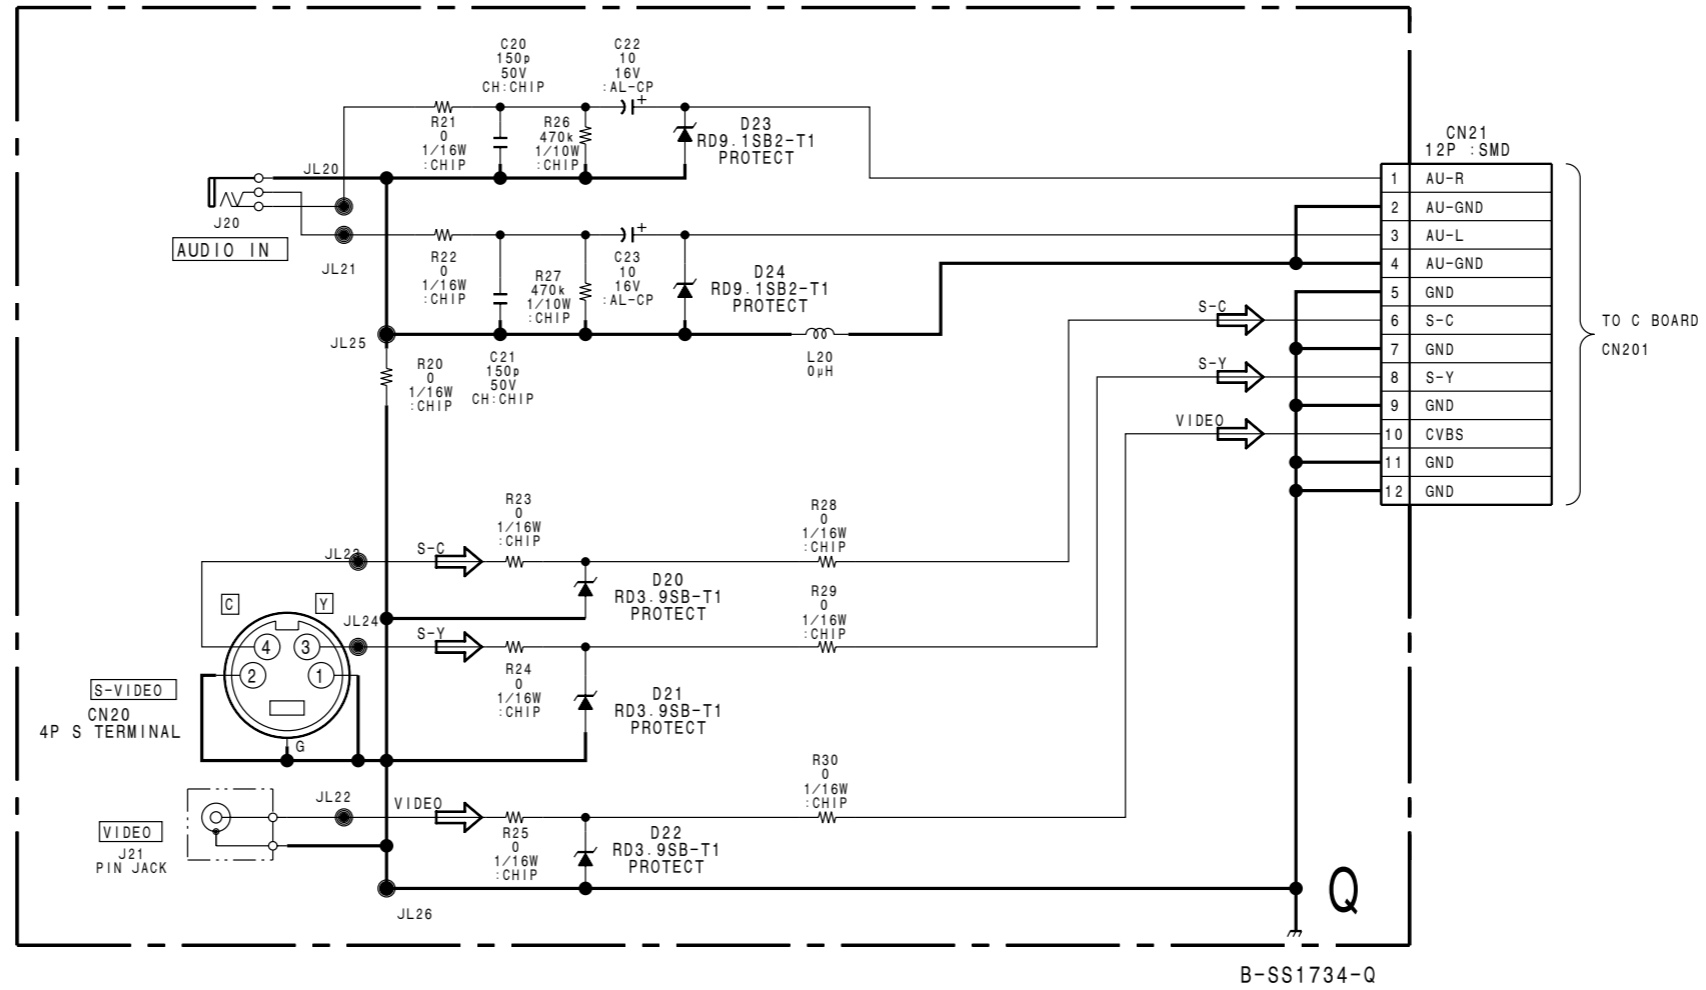 C20
150p
50V
CH:CHIP
C22
10
16V
:AL-CP
R21
0
1/16W
:CHIP
R26
470k
1/10W
:CHIP
D23
RD9.1SB2-T1
PROTECT
CN21
12P :SMD
JL20
J20
AUDIO IN
JL21
R22
0
1/16W
:CHIP
R27
470k
1/10W
:CHIP
C23
10
16V
:AL-CP
D24
RD9.1SB2-T1
PROTECT
1 AU-R
2 AU-GND
3 AU-L
4 AU-GND
5 GND
6 S-C
7 GND
8 S-Y
9 GND
10 CVBS
11 GND
12 GND
TO C BOARD
CN201
S-C
S-Y
VIDEO
JL25
R20
0
1/16W
:CHIP
C21
150p
50V
CH:CHIP
L20
0µH
R23
0
1/16W
:CHIP
R28
0
1/16W
:CHIP
JL23
S-C
D20
RD3.9SB-T1
PROTECT
R29
0
1/16W
:CHIP
C
Y
JL24
S-Y
4
3
2
1
G
R24
0
1/16W
:CHIP
D21
RD3.9SB-T1
PROTECT
S-VIDEO
CN20
4P S TERMINAL
R30
0
1/16W
:CHIP
JL22
VIDEO
VIDEO
J21
PIN JACK
R25
0
1/16W
:CHIP
D22
RD3.9SB-T1
PROTECT
JL26
Q
B-SS1734-Q